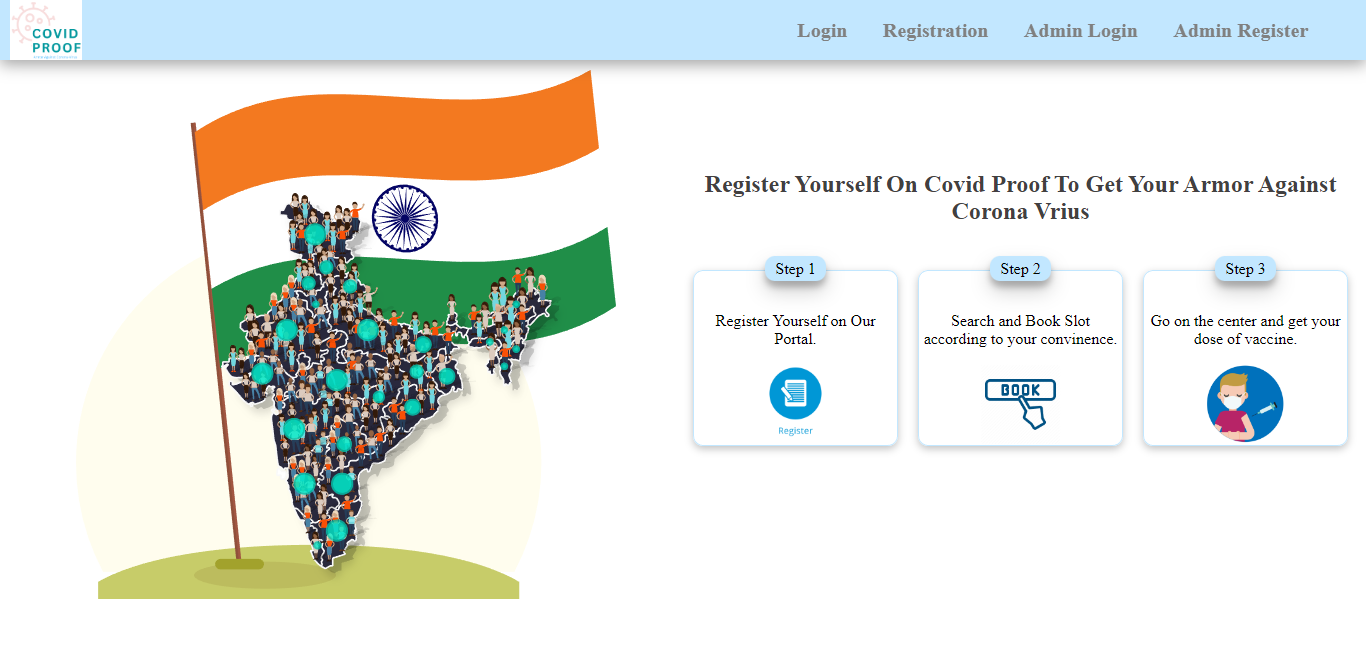 COVID
PROOF
Login
Registration
Admin Login
Admin Register
Register Yourself On Covid Proof To Get Your Armor Against
Corona Vrius
Step 1
Register Yourself on Our
Portal.
Register
Step 2
Search and Book Slot
according to your convinence.
BOOK
Step 3
Go on the center and get your
dose of vaccine.